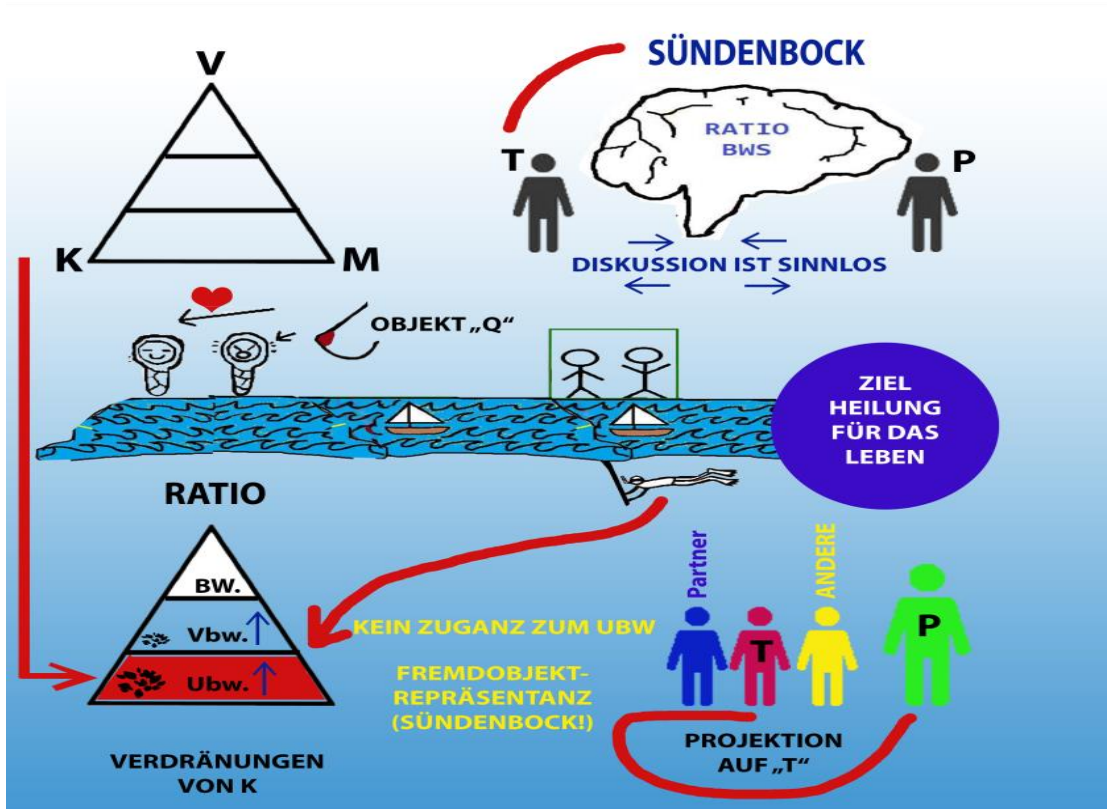 V
K
M
SÜNDENBOCK
T
RATIO
BWS
P
DISKUSSION IST SINNLOS
OBJEKT „Q“
ZIEL
HEILUNG
FÜR DAS
LEBEN
RATIO
BW.
Vbw.
Ubw.
VERDRÄNUNGEN
VON K
KEIN ZUGANZ ZUM UBW
FREMDOBJEKT-
REPRÄSENTANZ
(SÜNDENBOCK!)
Partner
T
ANDERE
P
PROJEKTION
AUF „T“